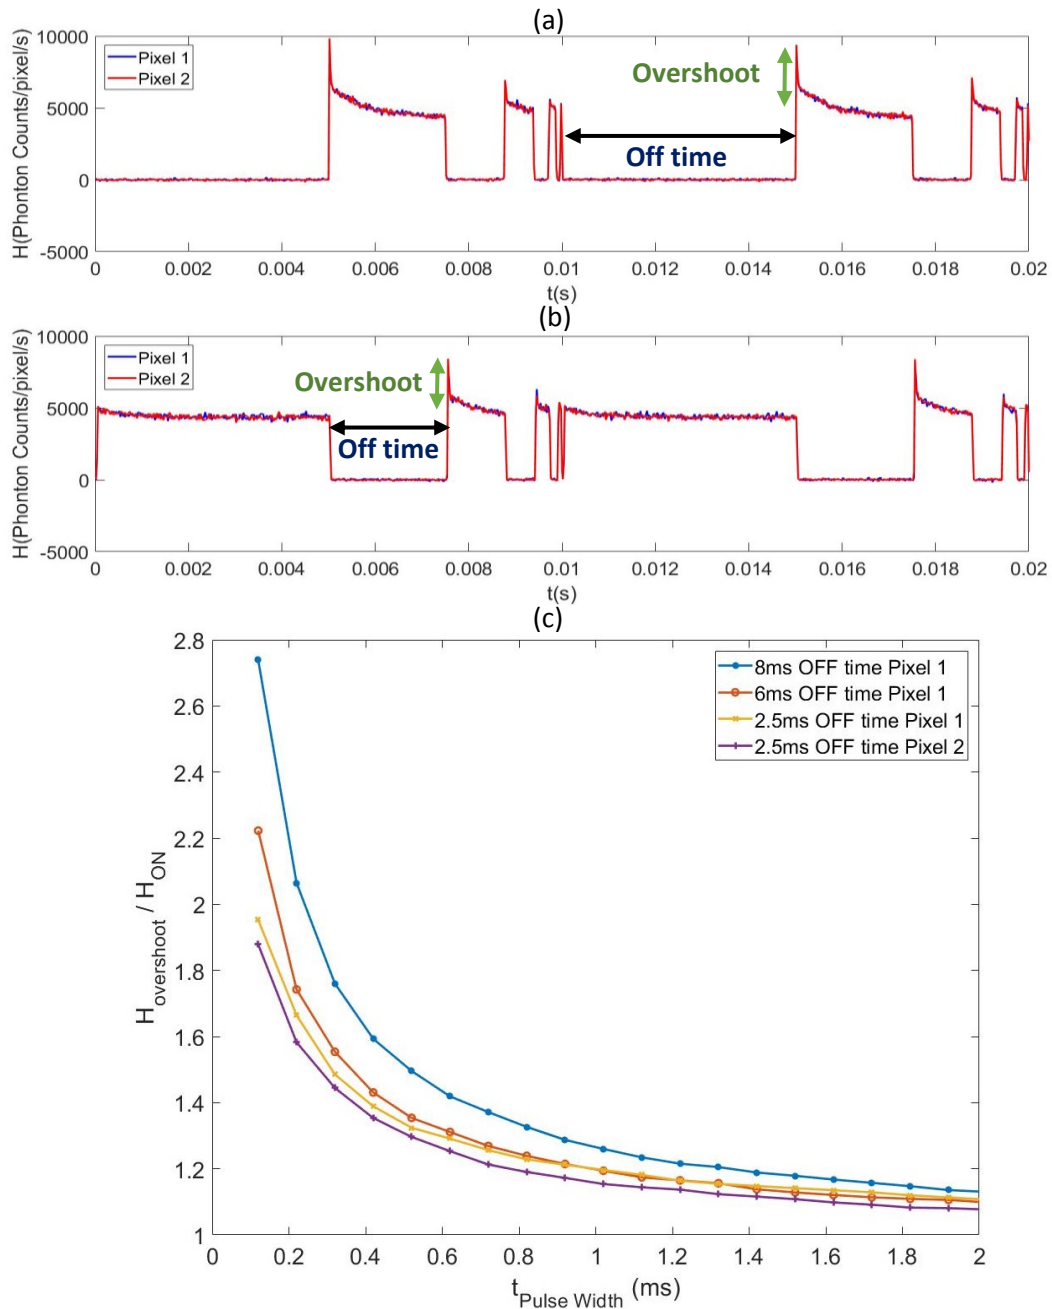 (a)
10000
5000
0
-5000
H(Phonton Counts/pixel/s)
Pixel 1
Pixel 2
Overshoot
Off time
0 0.002 0.004 0.006 0.008 0.01 0.012 0.014 0.016 0.018 0.02
t(s)
(b)
10000
5000
0
-5000
H(Phonton Counts/pixel/s)
Pixel 1
Pixel 2
Overshoot
Off time
0 0.002 0.004 0.006 0.008 0.01 0.012 0.014 0.016 0.018 0.02
t(s)
(c)
2.8
2.6
2.4
2.2
2
1.8
1.6
1.4
1.2
1
H_overshoot / H_ON
8ms OFF time Pixel 1
6ms OFF time Pixel 1
2.5ms OFF time Pixel 1
2.5ms OFF time Pixel 2
0 0.2 0.4 0.6 0.8 1 1.2 1.4 1.6 1.8 2
t_Pulse Width (ms)